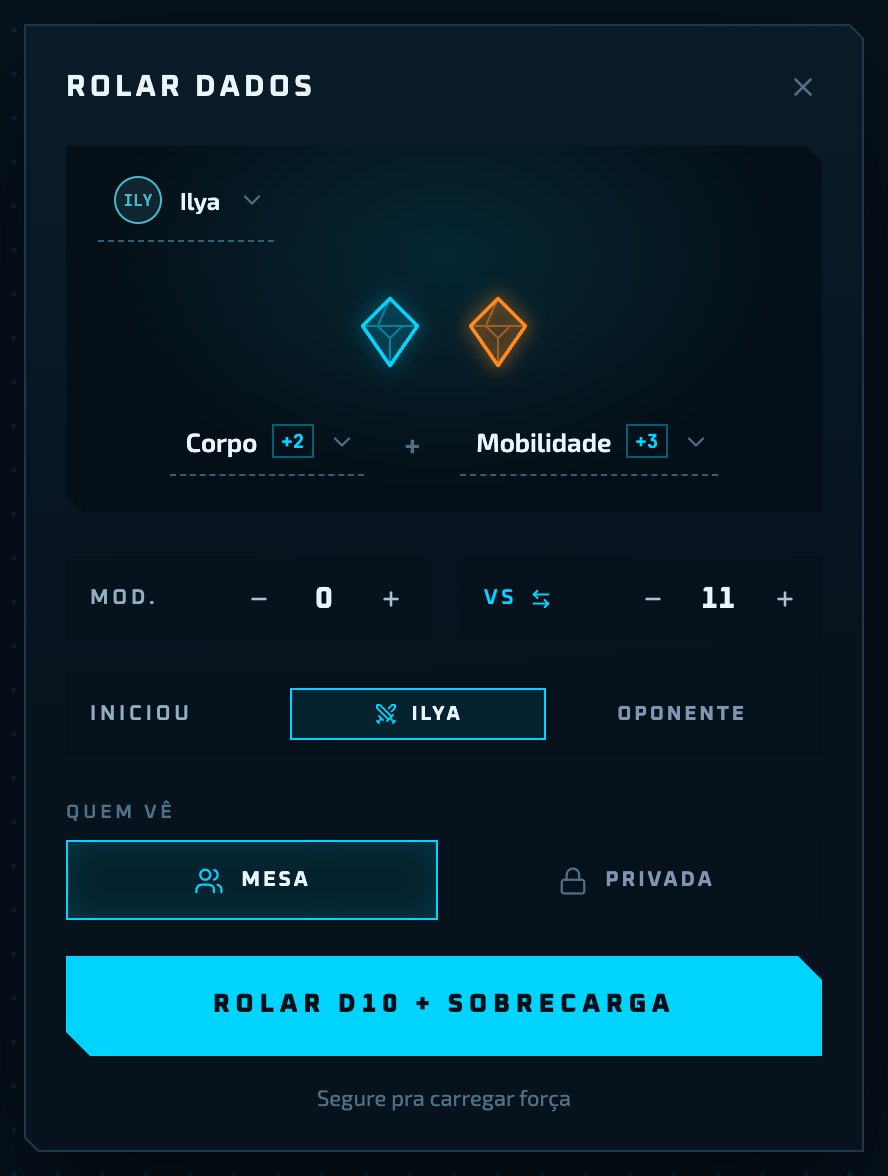 ROLAR DADOS
ILY Ilya
Corpo +2 + Mobilidade +3
MOD. − 0 + VS − 11 +
INICIOU ILYA OPONENTE
QUEM VÊ
MESA PRIVADA
ROLAR D10 + SOBRECARGA
Segure pra carregar força